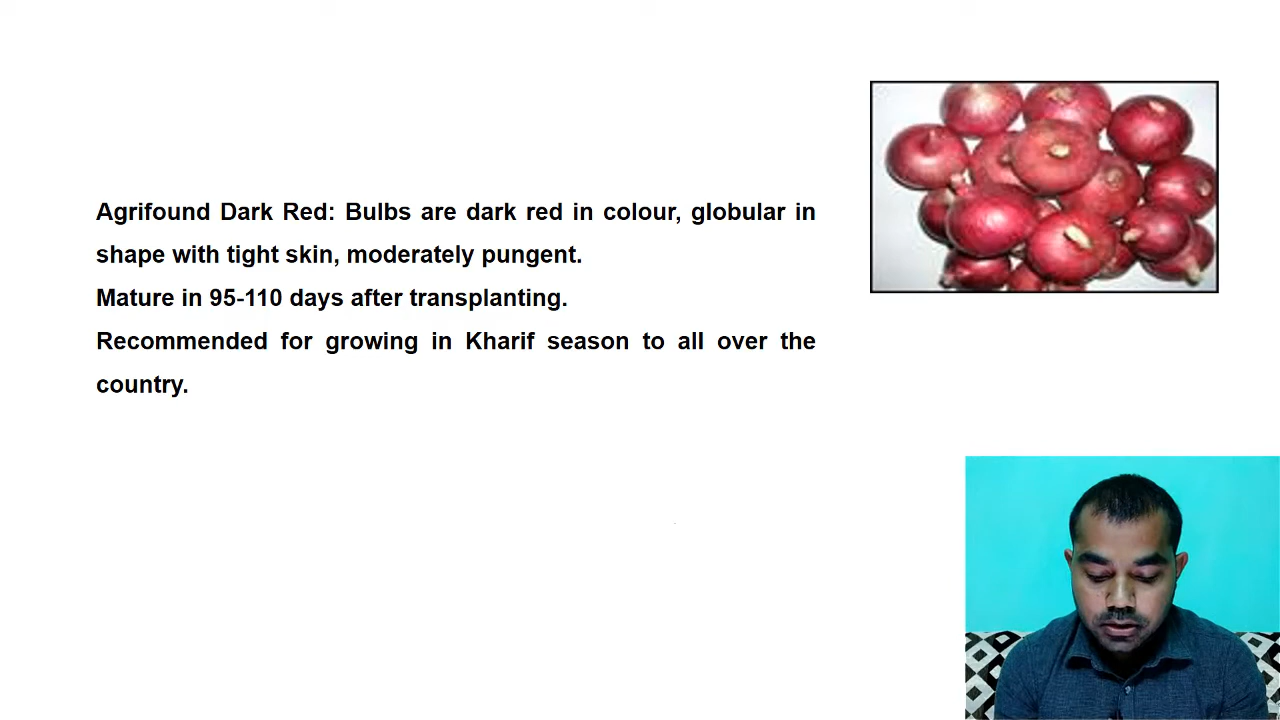 Agrifound Dark Red: Bulbs are dark red in colour, globular in
shape with tight skin, moderately pungent.
Mature in 95-110 days after transplanting.
Recommended for growing in Kharif season to all over the
country.